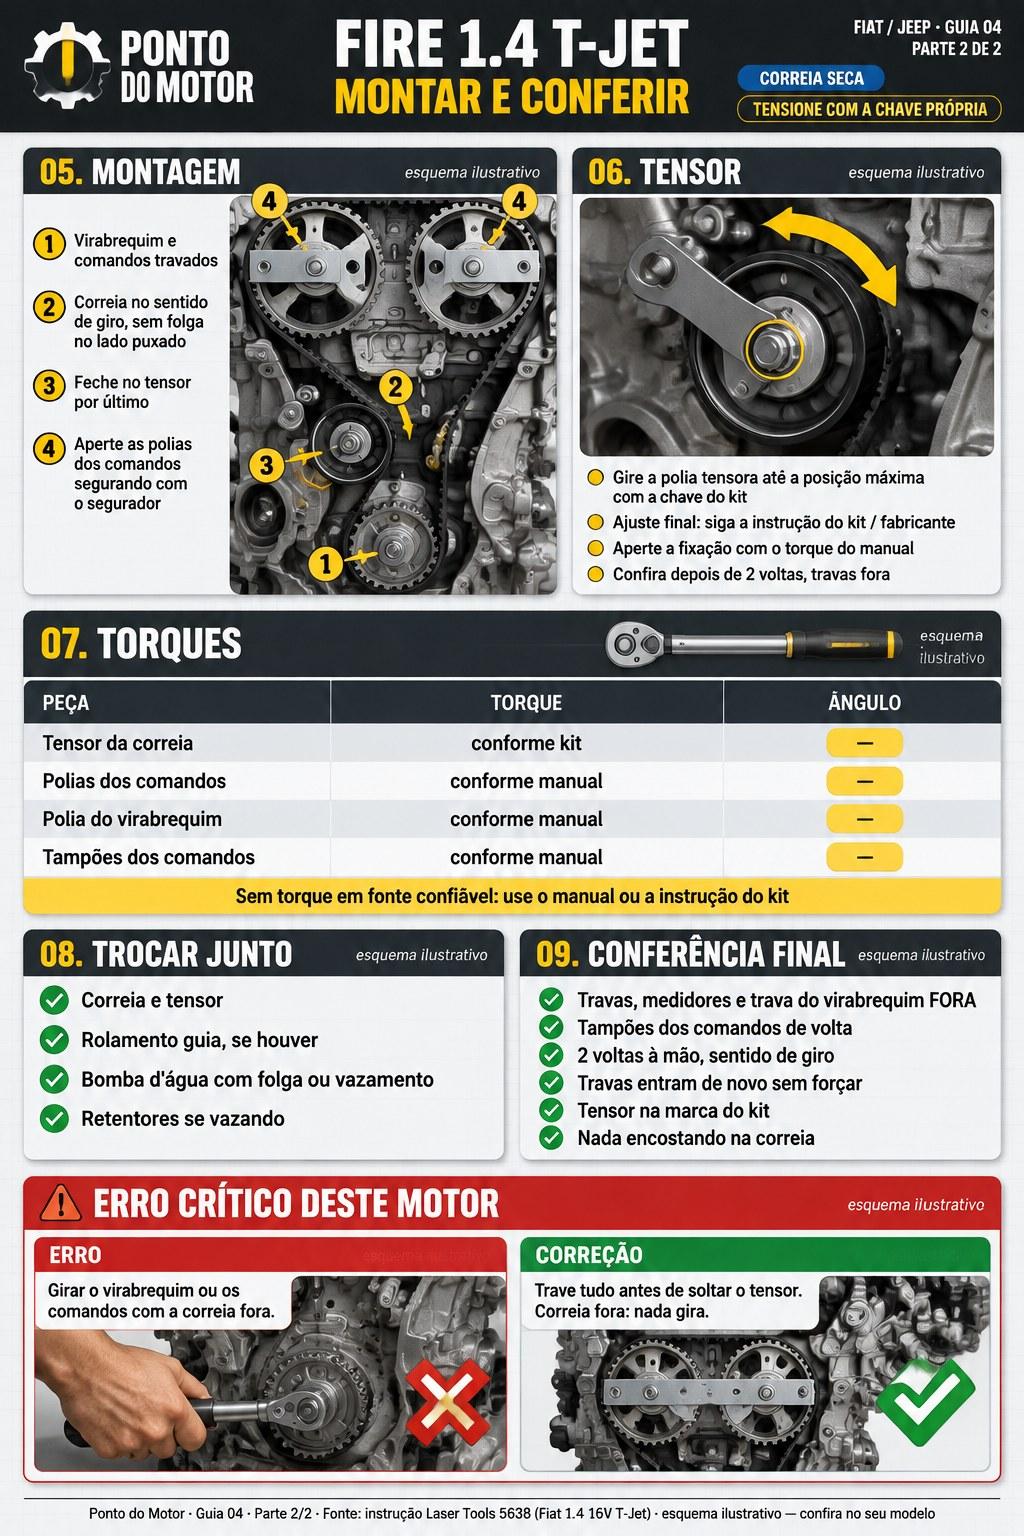 PONTO
DO MOTOR
FIRE 1.4 T-JET
MONTAR E CONFERIR
FIAT / JEEP · GUIA 04
PARTE 2 DE 2
CORREIA SECA
TENSIONE COM A CHAVE PRÓPRIA
05. MONTAGEM
esquema ilustrativo
1 Virabrequim e
comandos travados
2 Correia no sentido
de giro, sem folga
no lado puxado
3 Feche no tensor
por último
4 Aperte as polias
dos comandos
segurando com
o segurador
4
4
2
3
1
06. TENSOR
esquema ilustrativo
Gire a polia tensora até a posição máxima
com a chave do kit
Ajuste final: siga a instrução do kit / fabricante
Aperte a fixação com o torque do manual
Confira depois de 2 voltas, travas fora
07. TORQUES
esquema
ilustrativo
PEÇA TORQUE ÃNGULO
Tensor da correia conforme kit —
Polias dos comandos conforme manual —
Polia do virabrequim conforme manual —
Tampões dos comandos conforme manual —
Sem torque em fonte confiãvel: use o manual ou a instrução do kit
08. TROCAR JUNTO
esquema ilustrativo
Correia e tensor
Rolamento guia, se houver
Bomba d'água com folga ou vazamento
Retentores se vazando
09. CONFERÊNCIA FINAL
esquema ilustrativo
Travas, medidores e trava do virabrequim FORA
Tampões dos comandos de volta
2 voltas à mão, sentido de giro
Travas entram de novo sem forçar
Tensor na marca do kit
Nada encostando na correia
ERRO CRÍTICO DESTE MOTOR
esquema ilustrativo
ERRO
Girar o virabrequim ou os
comandos com a correia fora.
CORREÇÃO
Trave tudo antes de soltar o tensor.
Correia fora: nada gira.
Ponto do Motor · Guia 04 · Parte 2/2 · Fonte: instrução Laser Tools 5638 (Fiat 1.4 16V T-Jet) · esquema ilustrativo — confira no seu modelo